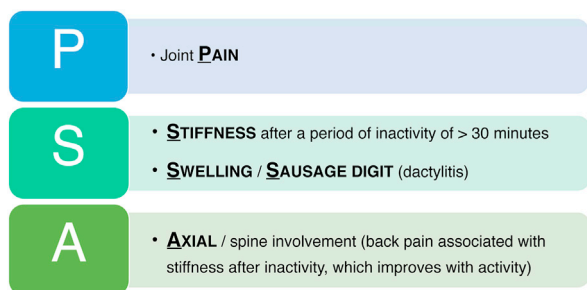 P
• Joint PAIN
S
• STIFFNESS after a period of inactivity of > 30 minutes
• SWELLING / SAUSAGE DIGIT (dactylitis)
A
• AXIAL / spine involvement (back pain associated with
stiffness after inactivity, which improves with activity)